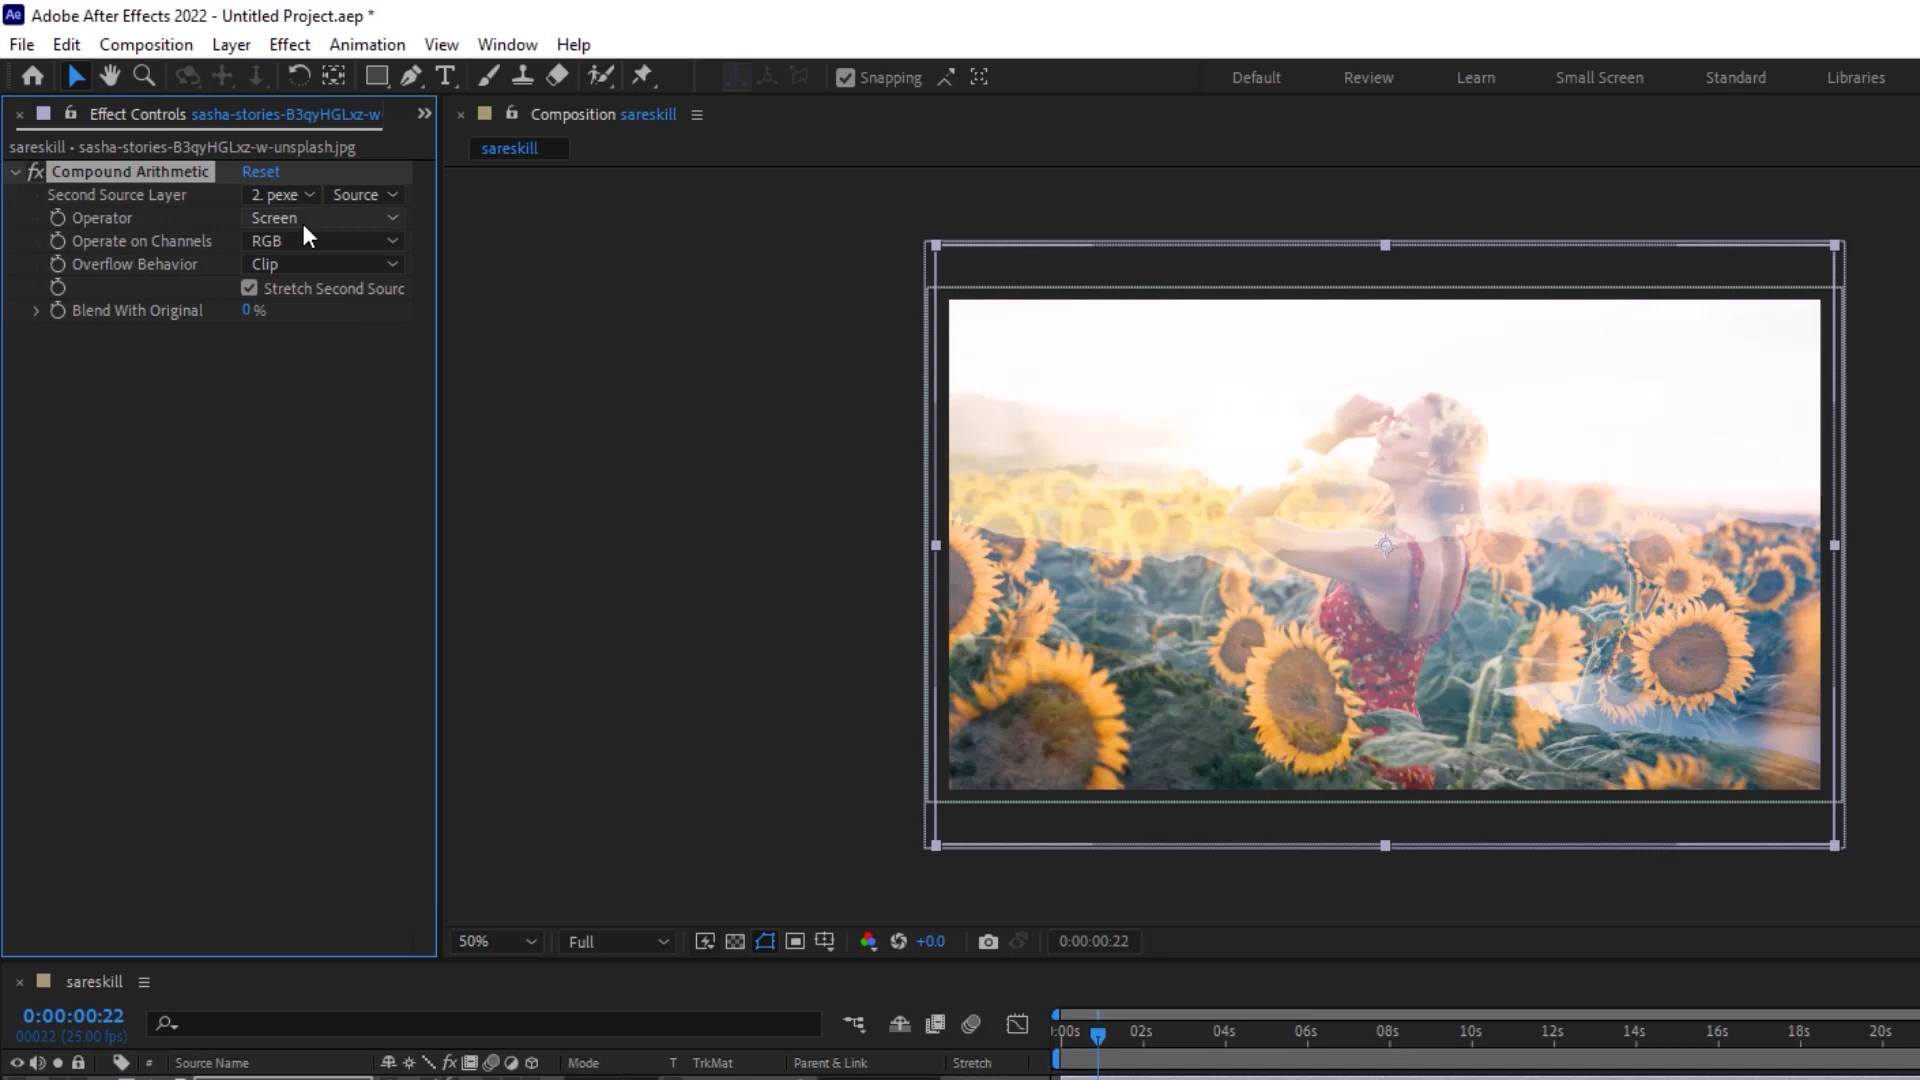 Ae Adobe After Effects 2022 - Untitled Project.aep *
File Edit Composition Layer Effect Animation View Window Help
Snapping Default Review Learn Small Screen Standard Libraries
Effect Controls sasha-stories-B3qyHGLxz-w
Composition sareskill
sareskill • sasha-stories-B3qyHGLxz-w-unsplash.jpg
sareskill
fx Compound Arithmetic Reset
Second Source Layer 2. pexe Source
Operator Screen
Operate on Channels RGB
Overflow Behavior Clip
Stretch Second Sourc
Blend With Original 0 %
50% Full +0.0 0:00:00:22
sareskill
0:00:00:22
00022 (25.00 fps)
:00s 02s 04s 06s 08s 10s 12s 14s 16s 18s 20s
# Source Name fx Mode T TrkMat Parent & Link Stretch